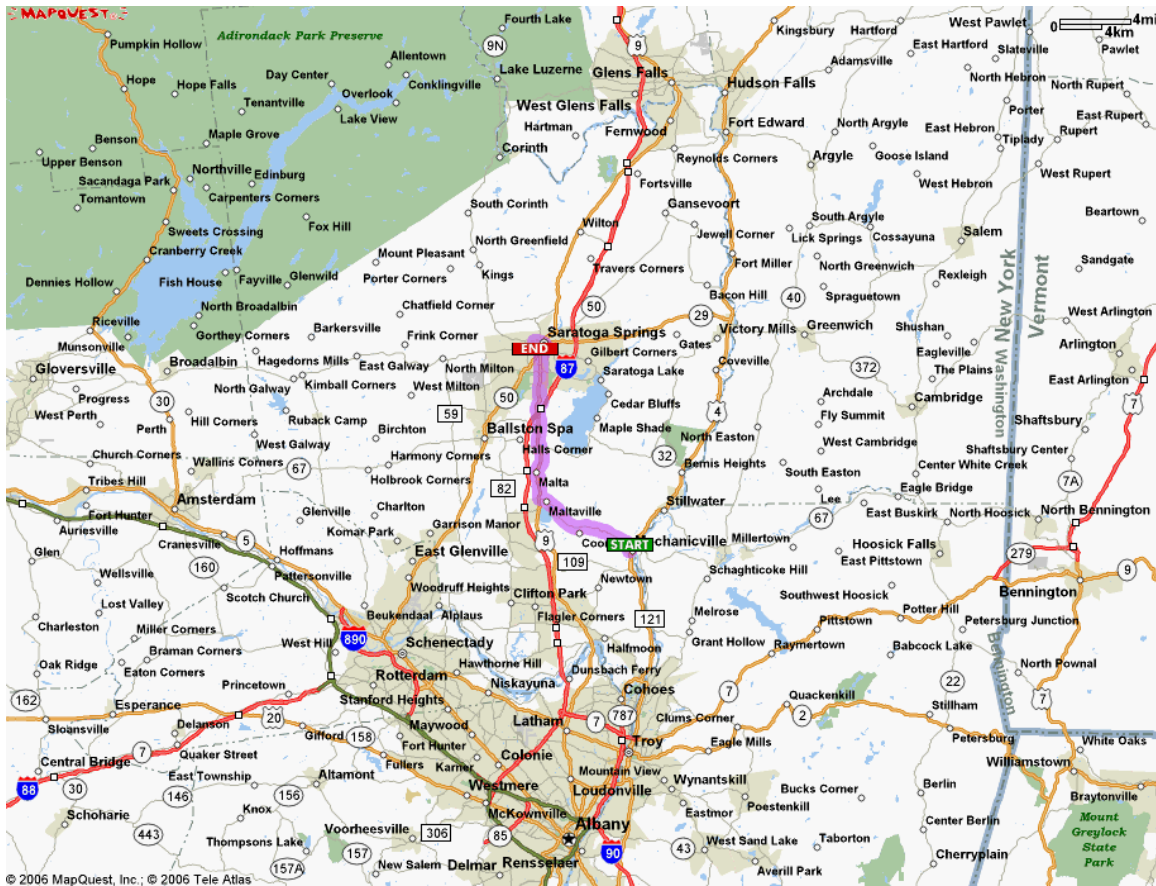 MAPQUEST
Fourth Lake
Kingsbury
Hartford
West Pawlet
4mi
0
4km
Pumpkin Hollow
Adirondack Park Preserve
Allentown
9N
9
East Hartford
Slateville
Pawlet
Hope
Hope Falls
Day Center
Conklingville
Lake Luzerne
Glens Falls
Adamsville
North Hebron
North Rupert
Tenantville
Overlook
Lake View
West Glens Falls
Hudson Falls
Porter
East Rupert
Benson
Maple Grove
Hartman
Fernwood
Fort Edward
North Argyle
East Hebron
Tiplady
Rupert
Upper Benson
Northville
Corinth
Reynolds Corners
Argyle
Goose Island
Sacandaga Park
Edinburg
Fortsville
West Hebron
West Rupert
Tomantown
Carpenters Corners
South Corinth
Gansevoort
Beartown
Sweets Crossing
Fox Hill
Wilton
Jewell Corner
South Argyle
Lick Springs
Cossayuna
Salem
Cranberry Creek
Mount Pleasant
North Greenfield
Fort Miller
North Greenwich
Sandgate
Dennies Hollow
Fish House
Fayville
Glenwild
Porter Corners
Kings
Travers Corners
Rexleigh
New York
Vermont
North Broadalbin
Chatfield Corner
Bacon Hill
40
Spraguetown
Riceville
Gorthey Corners
Barkersville
Frink Corner
50
29
Victory Mills
Greenwich
Shushan
West Arlington
Munsonville
Broadalbin
Hagedorns Mills
East Galway
North Milton
Saratoga Springs
END
Gilbert Corners
Gates
Eagleville
Arlington
Gloversville
Progress
North Galway
Kimball Corners
West Milton
87
Saratoga Lake
Coveville
372
The Plains
East Arlington
West Perth
30
Perth
Hill Corners
Ruback Camp
59
50
Cedar Bluffs
4
Archdale
Cambridge
7
Washington
Birchton
Ballston Spa
Maple Shade
North Easton
Fly Summit
Shaftsbury
West Galway
Church Corners
Wallins Corners
67
Harmony Corners
Halls Corner
32
Bemis Heights
West Cambridge
Shaftsbury Center
Center White Creek
Tribes Hill
Holbrook Corners
82
Malta
South Easton
7A
Amsterdam
Stillwater
Lee
Eagle Bridge
Fort Hunter
Auriesville
Glenville
Charlton
Maltaville
67
East Buskirk
North Hoosick
North Bennington
Komar Park
Garrison Manor
9
Coo
START
chanicville
Millertown
Glen
Cranesville
5
Hoffmans
East Glenville
109
Hoosick Falls
279
160
Pattersonville
Newtown
Schaghticoke Hill
East Pittstown
9
Wellsville
Scotch Church
Woodruff Heights
Clifton Park
Southwest Hoosick
Bennington
Lost Valley
Beukendaal
Alplaus
Flagler Corners
121
Melrose
Potter Hill
Charleston
Miller Corners
West Hill
890
Schenectady
Halfmoon
Grant Hollow
Pittstown
Petersburg Junction
Braman Corners
Raymertown
Babcock Lake
Bennington
Oak Ridge
Eaton Corners
Rotterdam
Hawthorne Hill
Dunsbach Ferry
North Pownal
162
Princetown
Niskayuna
Cohoes
7
Quackenkill
22
7
Esperance
20
Stanford Heights
Latham
7
787
Clums Corner
2
Stillham
Sloansville
Delanson
Gifford
158
Maywood
Troy
Eagle Mills
Petersburg
White Oaks
7
Quaker Street
Fort Hunter
Colonie
Central Bridge
Fullers
Karner
Mountain View
Wynantskill
Williamstown
88
30
East Township
Altamont
Westmere
Loudonville
Bucks Corner
Berlin
Braytonville
146
156
McKownville
Eastmor
Poestenkill
Schoharie
Knox
Voorheesville
306
85
Albany
Center Berlin
Mount
Greylock
State
Park
443
Thompsons Lake
157
90
43
West Sand Lake
Taborton
157A
New Salem
Delmar
Rensselaer
Averill Park
Cherryplain
© 2006 MapQuest, Inc.; © 2006 Tele Atlas